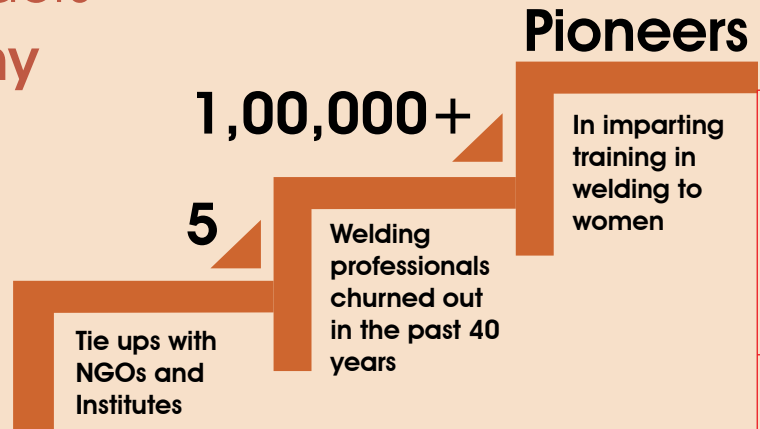 Pioneers
1,00,000+
In imparting
training in
welding to
women
5
Welding
professionals
churned out
in the past 40
years
Tie ups with
NGOs and
Institutes